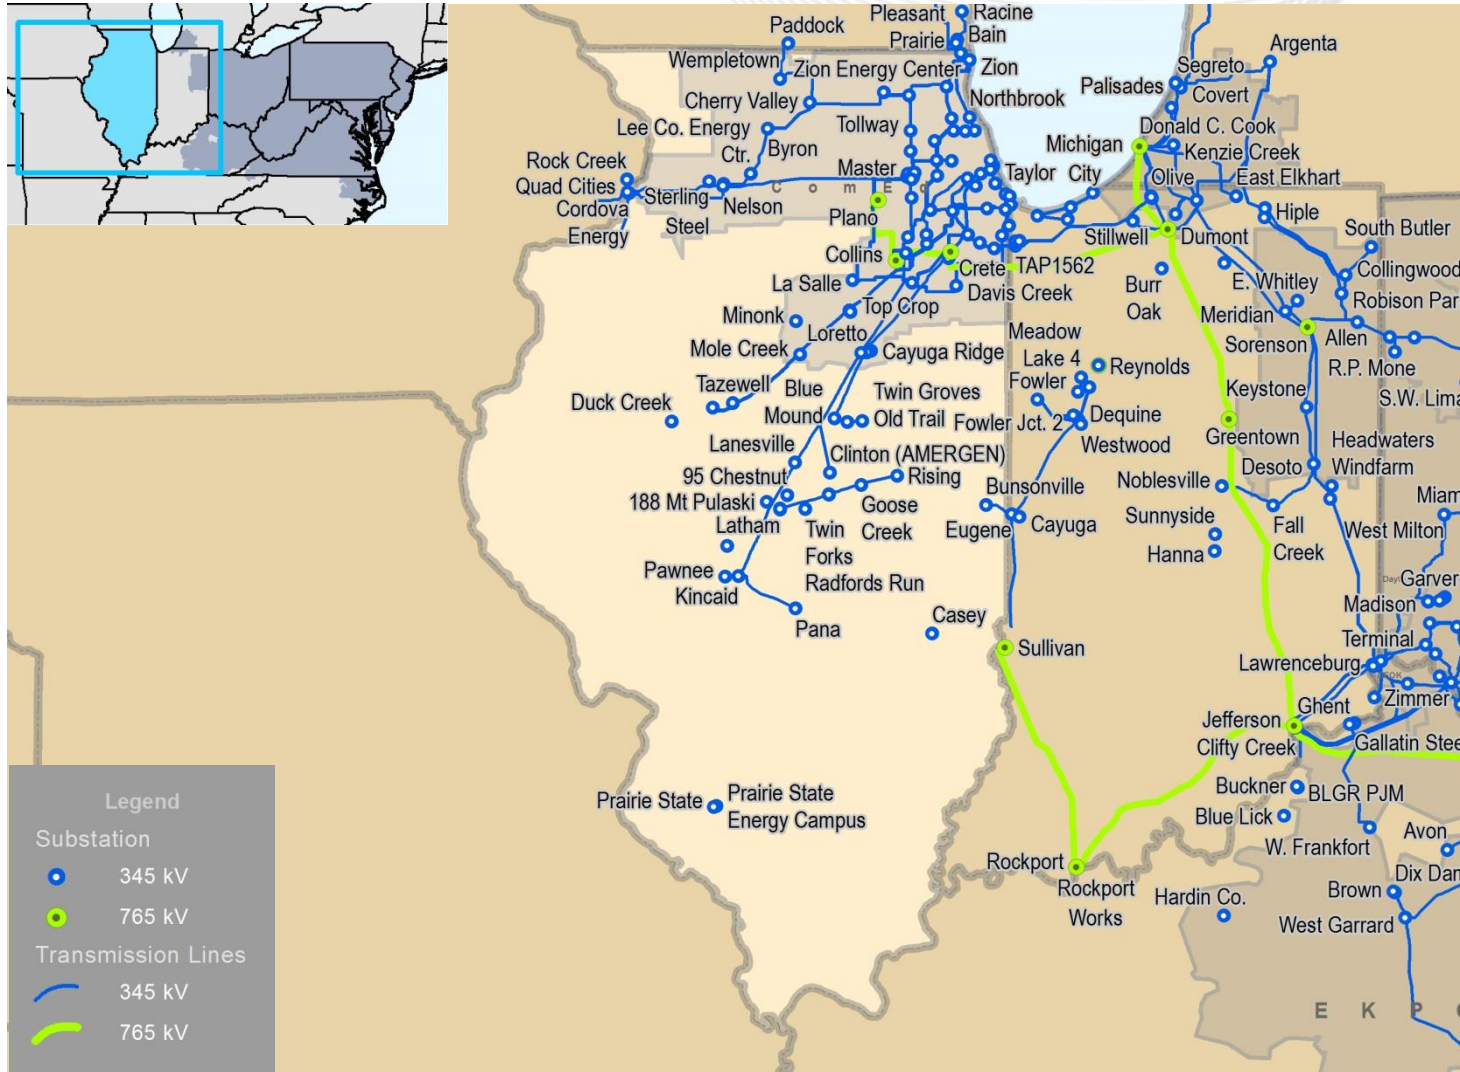 Pleasant
Prairie
Racine
Bain
Paddock
Wempletown
Zion Energy Center
Zion
Argenta
Segreto
Palisades
Covert
Cherry Valley
Northbrook
Lee Co. Energy
Ctr.
Tollway
Byron
Michigan
City
Donald C. Cook
Kenzie Creek
Rock Creek
Quad Cities
Cordova
Energy
Master
Taylor
Olive
East Elkhart
ComEd
Sterling
Steel
Nelson
Plano
Hiple
Stillwell
Dumont
South Butler
Collins
Crete
TAP1562
Collingwood
La Salle
Davis Creek
Burr
Oak
E. Whitley
Robison Par
Top Crop
Minonk
Loretto
Meridian
Meadow
Lake 4
Sorenson
Allen
Mole Creek
Cayuga Ridge
Reynolds
R.P. Mone
Tazewell
Blue
Mound
Twin Groves
Fowler
Keystone
S.W. Lima
Duck Creek
Old Trail
Fowler Jct. 2
Dequine
Westwood
Greentown
Lanesville
Clinton (AMERGEN)
Headwaters
Windfarm
Desoto
95 Chestnut
Rising
Bunsonville
Noblesville
188 Mt Pulaski
Goose
Creek
Miam
Latham
Twin
Forks
Eugene
Cayuga
Sunnyside
Fall
Creek
West Milton
Hanna
Pawnee
Kincaid
Radfords Run
Garver
Madison
Pana
Casey
Terminal
Sullivan
Lawrenceburg
Zimmer
Ghent
Jefferson
Clifty Creek
Gallatin Stee
Legend
Substation
345 kV
765 kV
Transmission Lines
345 kV
765 kV
Prairie State
Prairie State
Energy Campus
Buckner
BLGR PJM
Blue Lick
W. Frankfort
Avon
Rockport
Rockport
Works
Dix Dam
Hardin Co.
Brown
West Garrard
EKP